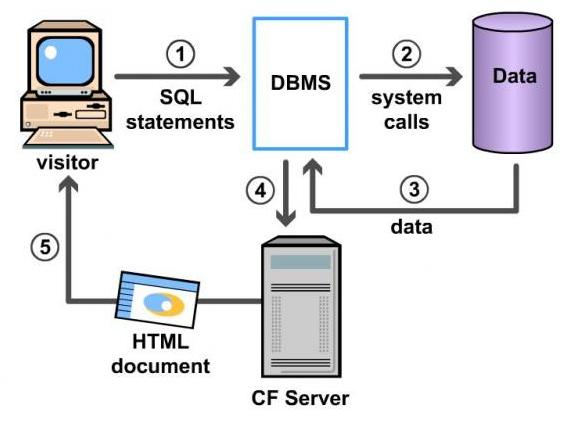 1
SQL
statements
visitor
DBMS
2
system
calls
Data
3
data
4
5
HTML
document
CF Server